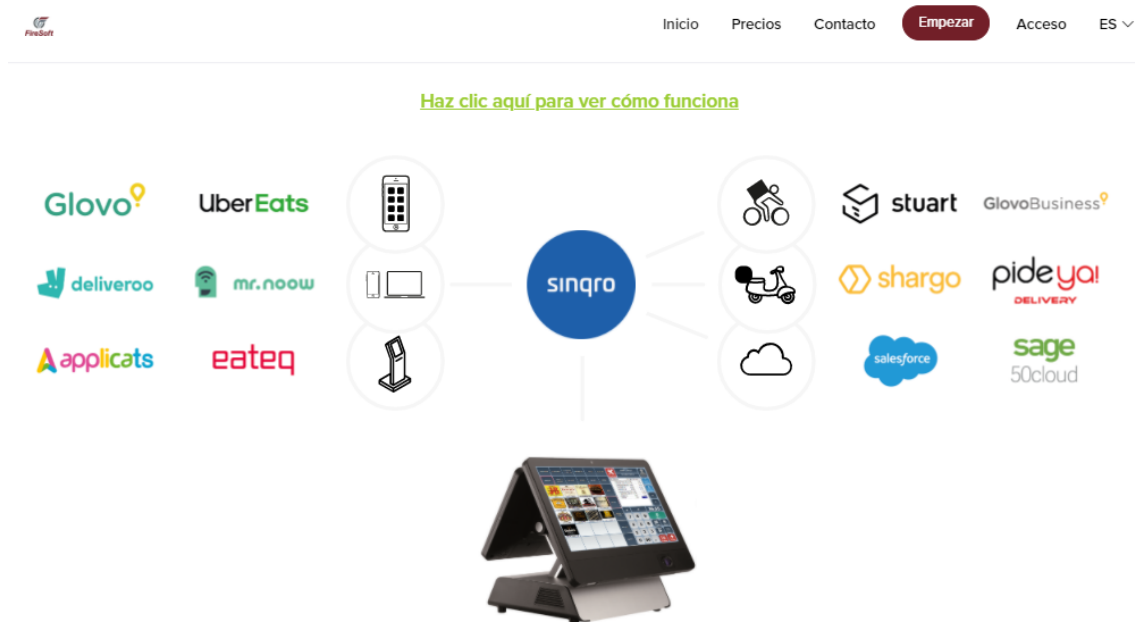 FireSoft
Inicio Precios Contacto Empezar Acceso ES
Haz clic aquí para ver cómo funciona
Glovo UberEats stuart GlovoBusiness
deliveroo mr.noow sinqro shargo pideya!
DELIVERY
applicats eateq salesforce sage
50cloud